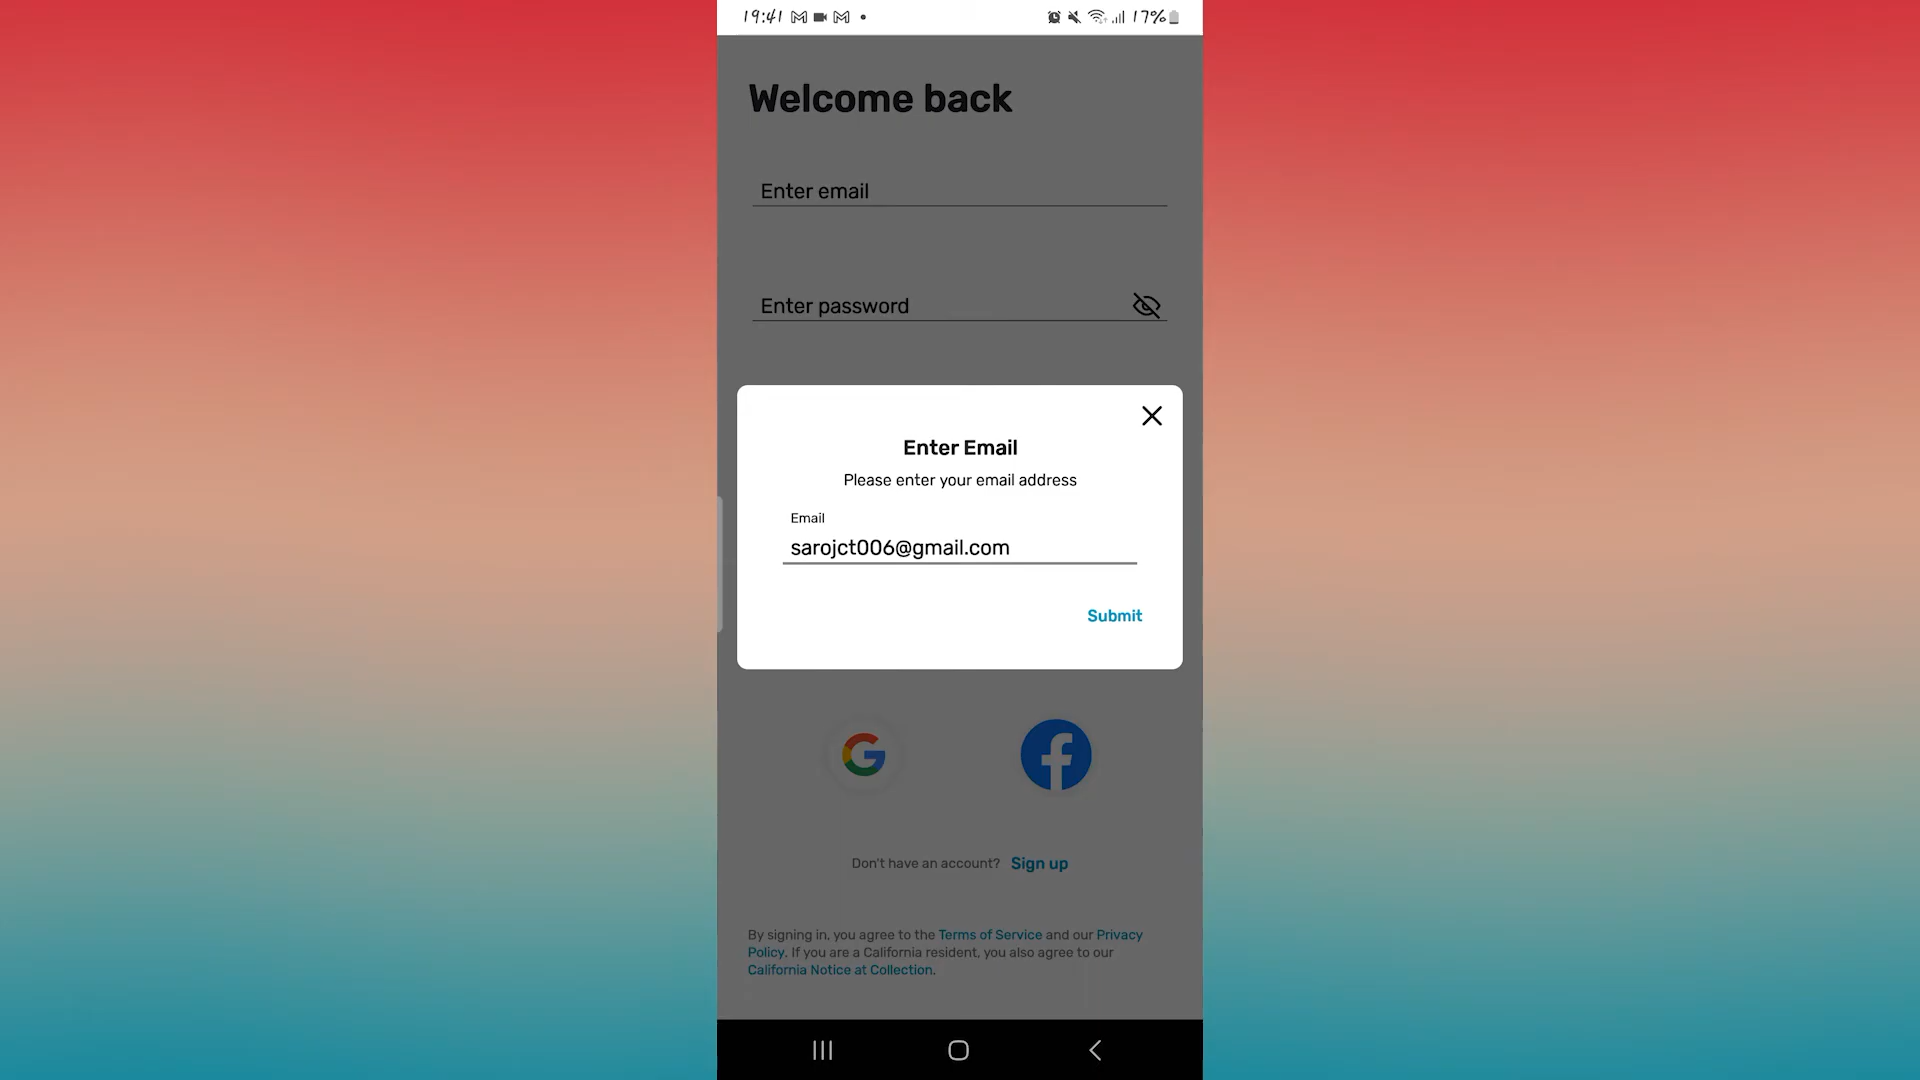 19:41 17%
Welcome back
Enter email
Enter password
Enter Email
Please enter your email address
Email
sarojct006@gmail.com
Submit
Don't have an account? Sign up
By signing in, you agree to the Terms of Service and our Privacy
Policy. If you are a California resident, you also agree to our
California Notice at Collection.